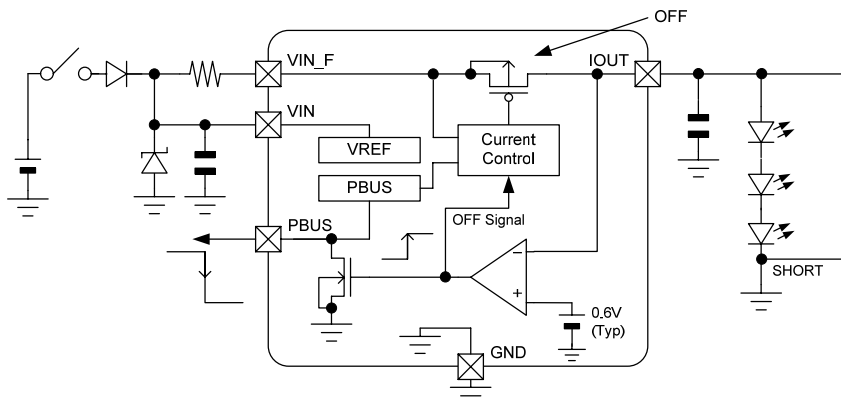 OFF
VIN_F
IOUT
VIN
VREF
Current
Control
PBUS
OFF Signal
PBUS
−
+
0.6V
(Typ)
SHORT
GND